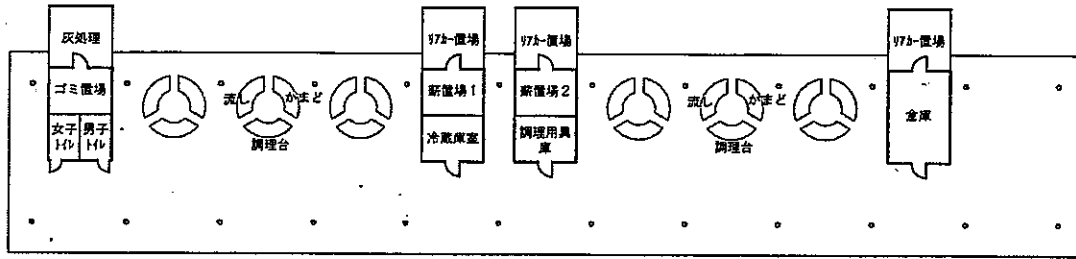 灰処理
ゴミ置場
女子
トイレ
男子
トイレ
流し
かまど
調理台
リアカー置場
薪置場1
冷蔵庫室
リアカー置場
薪置場2
調理用具
庫
流し
かまど
調理台
リアカー置場
倉庫